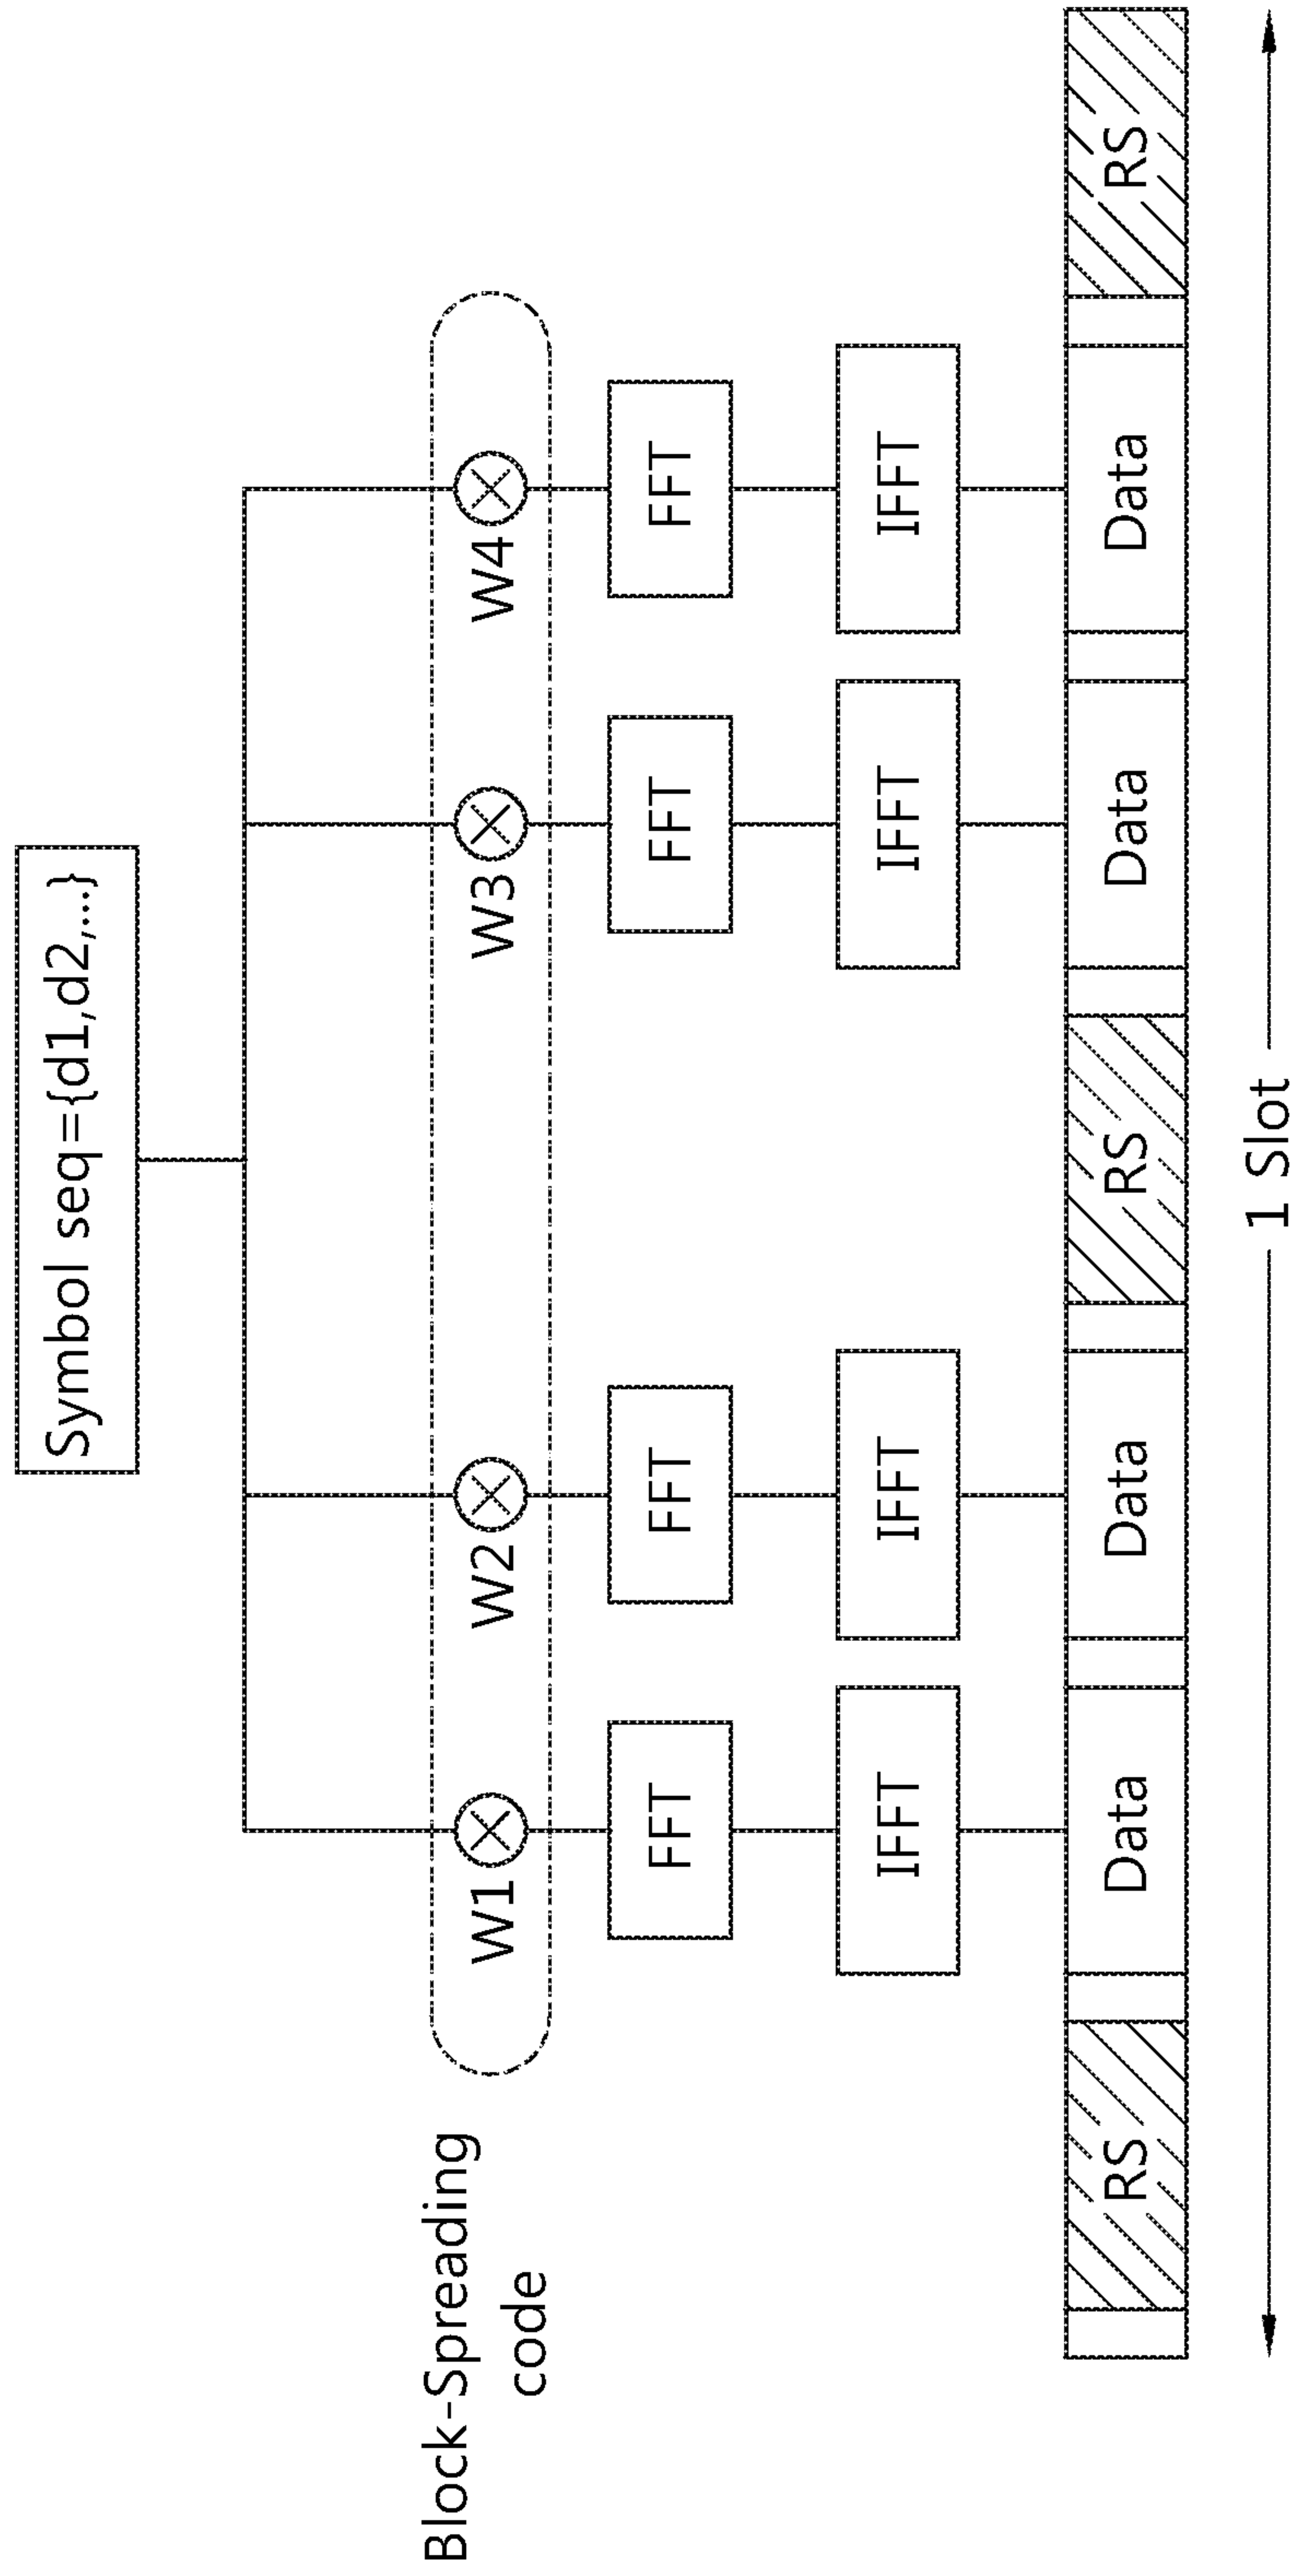 Symbol seq={d1,d2,...}
Block-Spreading
code
W1
W2
W3
W4
FFT
FFT
FFT
FFT
IFFT
IFFT
IFFT
IFFT
RS
Data
Data
RS
Data
Data
RS
1 Slot